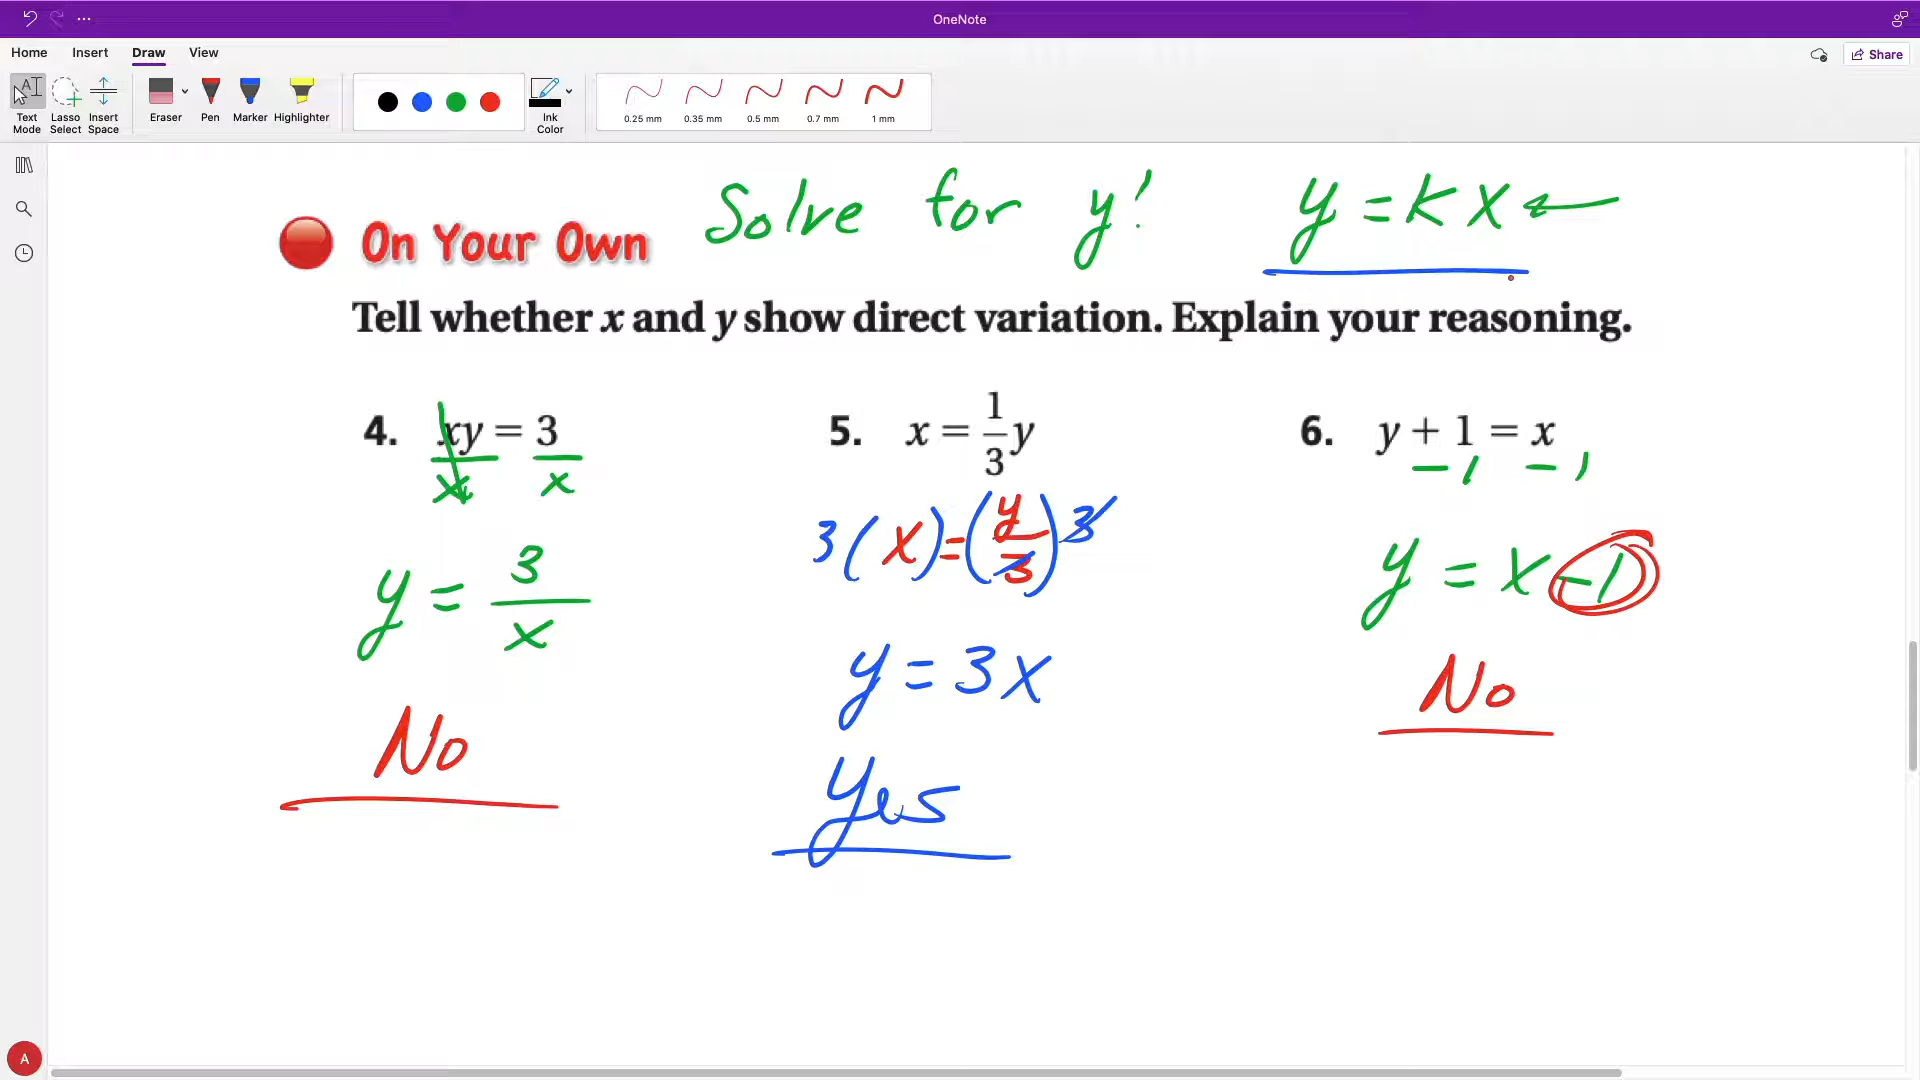 OneNote
Home Insert Draw View
Share
Text Mode
Lasso Select
Insert Space
Eraser
Pen
Marker
Highlighter
Ink Color
0.25 mm 0.35 mm 0.5 mm 0.7 mm 1 mm
Solve for y! y = kx
On Your Own
Tell whether x and y show direct variation. Explain your reasoning.
4. xy = 3
x x
y = 3/x
No
5. x = 1/3 y
3(x) = (y/3)3
y = 3x
Yes
6. y + 1 = x
-1 -1
y = x -1
No
A